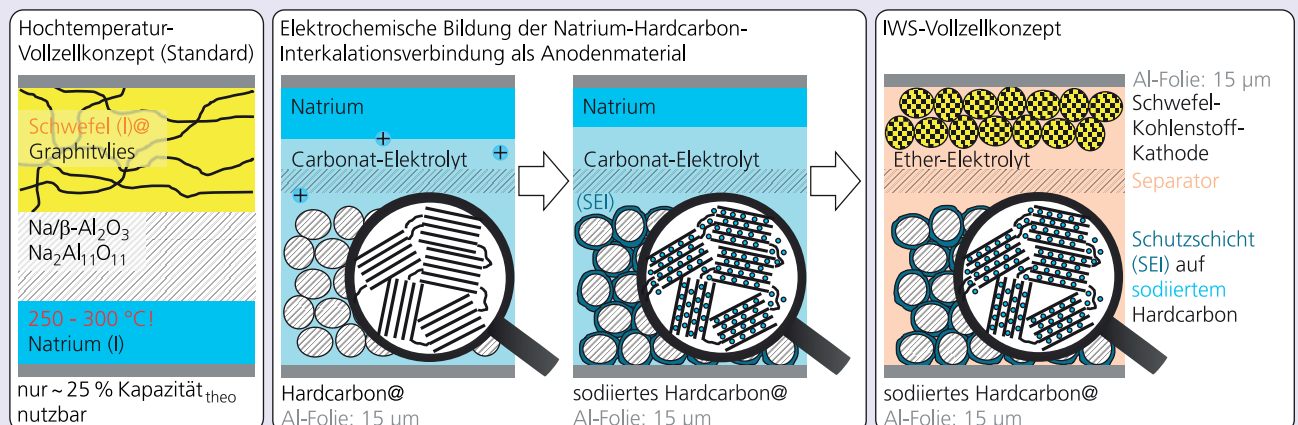 Hochtemperatur-
Vollzellkonzept (Standard)
Schwefel (l)@
Graphitvlies
Na/β-Al₂O₃
Na₂Al₁₁O₁₁
250 - 300 °C!
Natrium (l)
nur ~ 25 % Kapazität theo
nutzbar
Elektrochemische Bildung der Natrium-Hardcarbon-
Interkalationsverbindung als Anodenmaterial
Natrium
+
+
Carbonat-Elektrolyt
+
Hardcarbon@
Al-Folie: 15 µm
Natrium
Carbonat-Elektrolyt
(SEI)
sodiiertes Hardcarbon@
Al-Folie: 15 µm
IWS-Vollzellkonzept
Al-Folie: 15 µm
Schwefel-
Kohlenstoff-
Kathode
Ether-Elektrolyt
Separator
Schutzschicht
(SEI) auf
sodiiertem
Hardcarbon
sodiiertes Hardcarbon@
Al-Folie: 15 µm